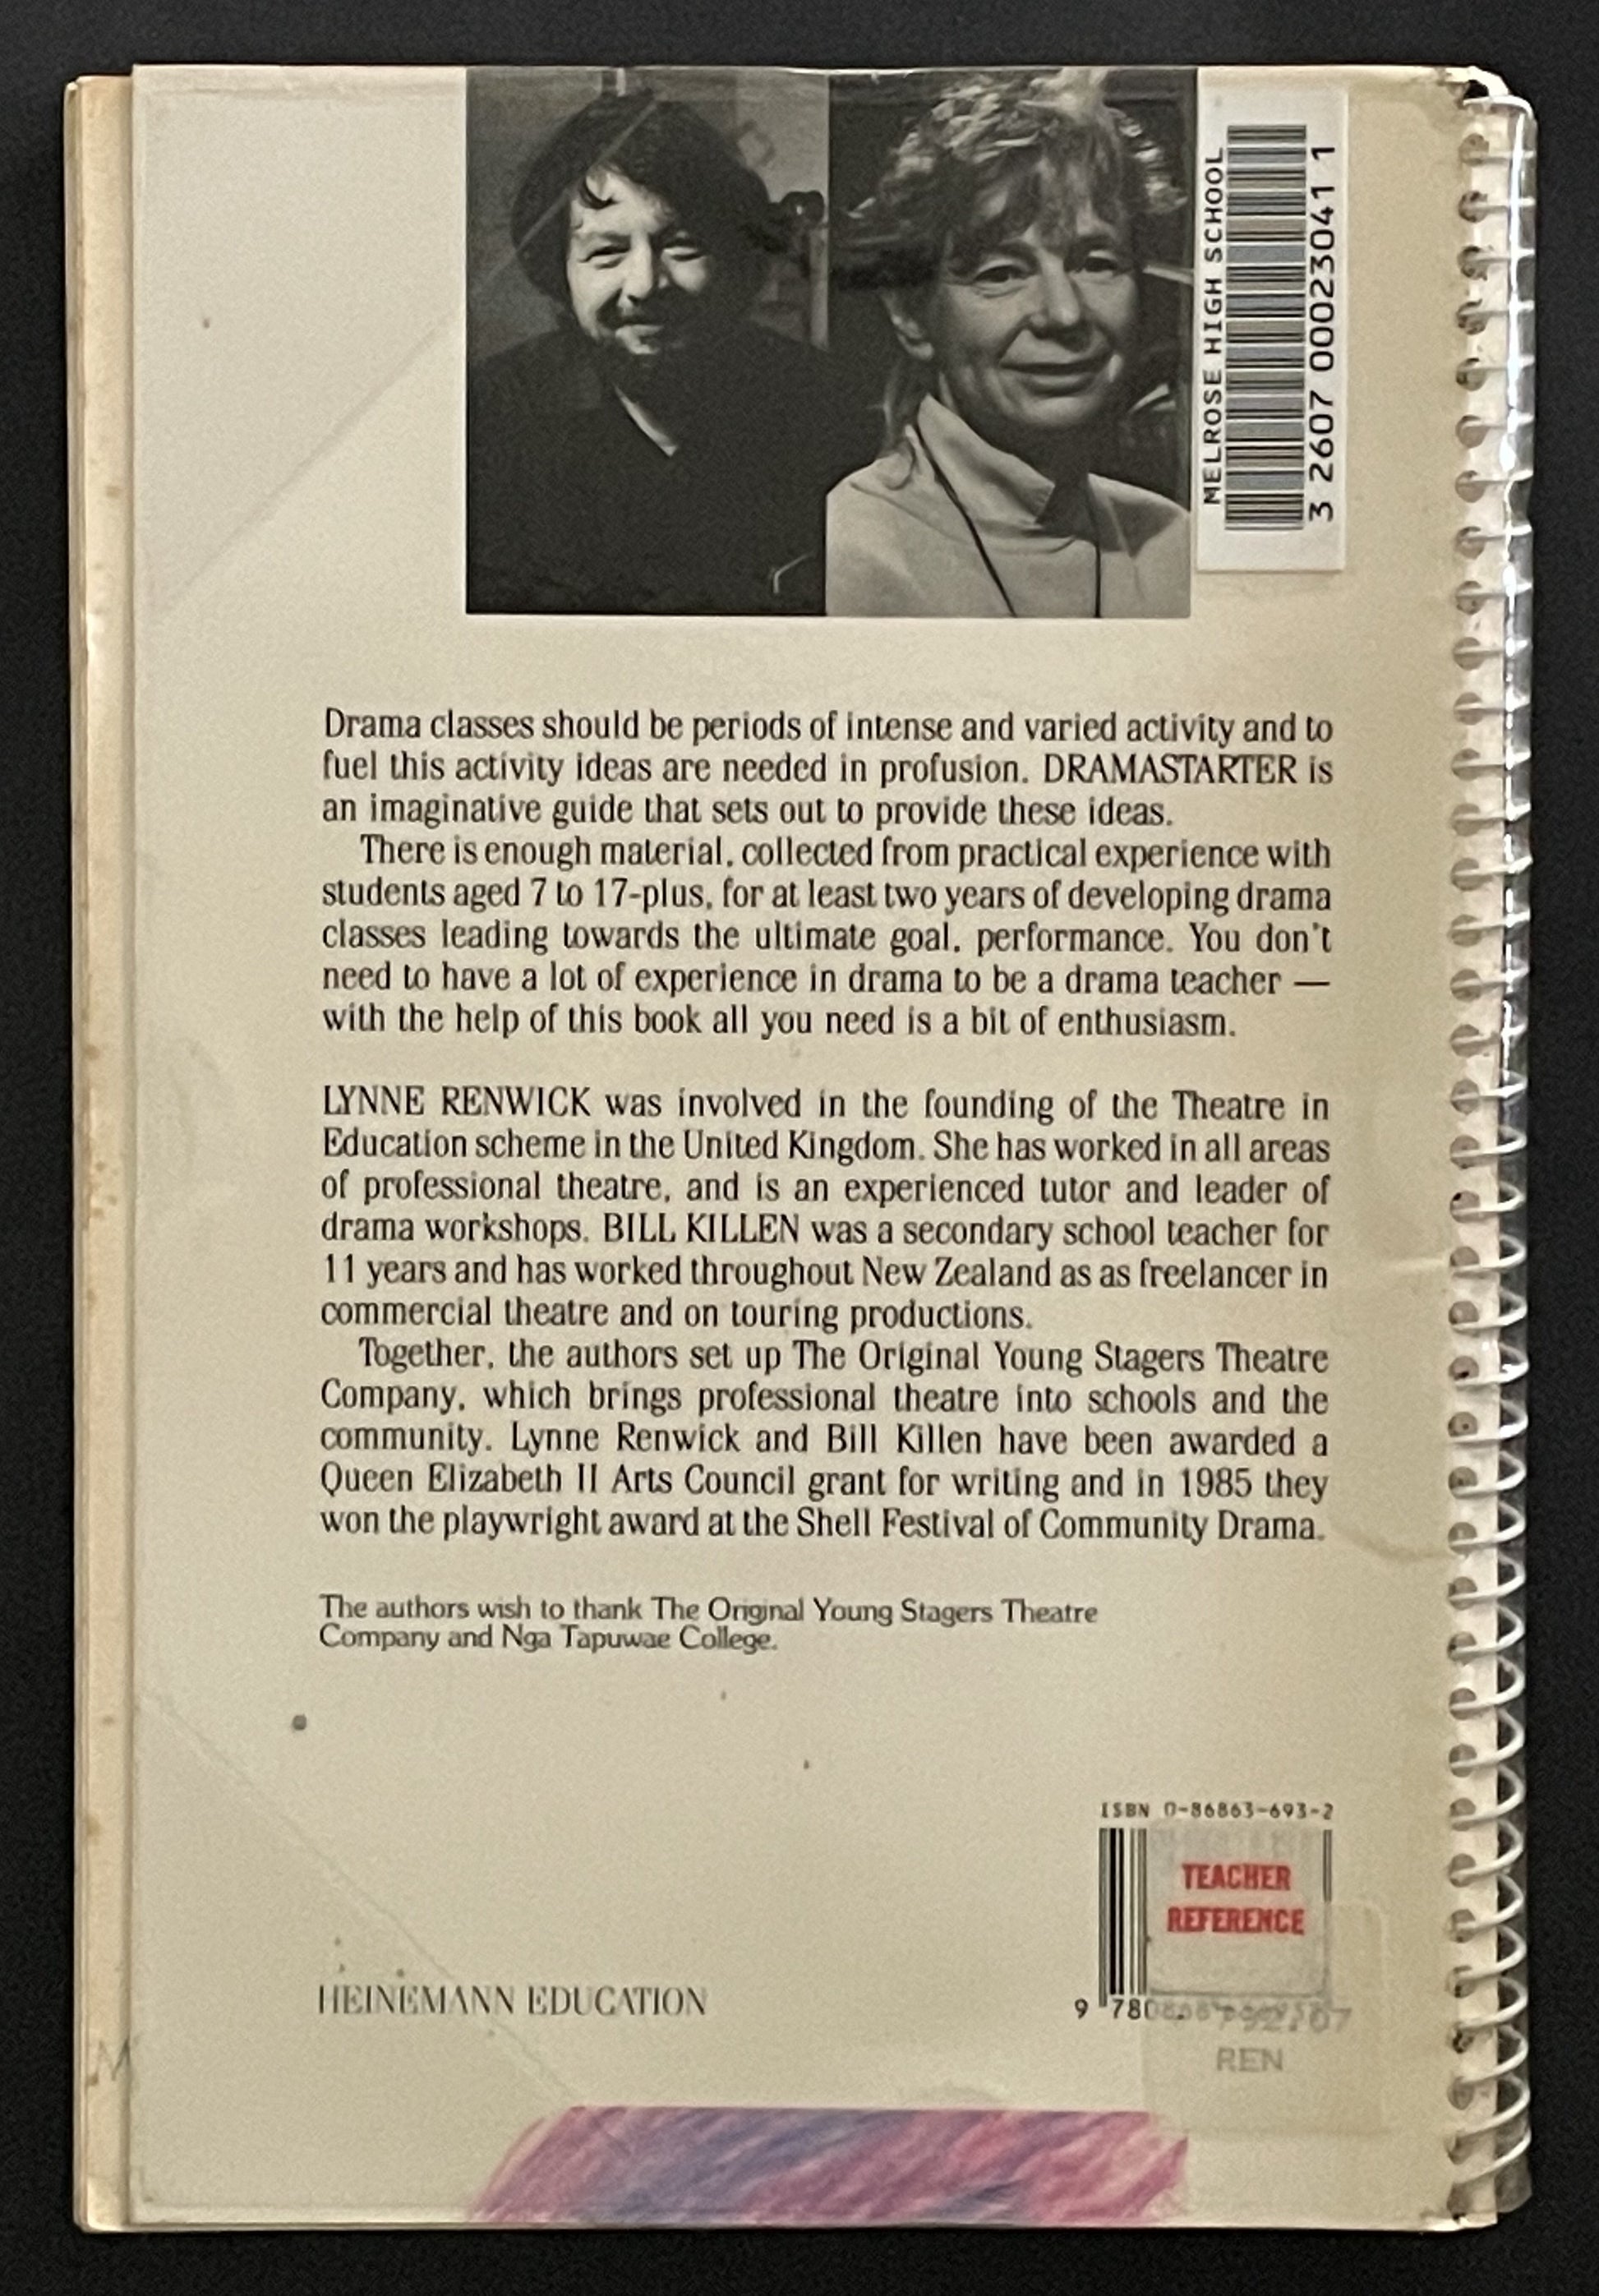 MELROSE HIGH SCHOOL
3 2607 00023041 1
Drama classes should be periods of intense and varied activity and to
fuel this activity ideas are needed in profusion. DRAMASTARTER is
an imaginative guide that sets out to provide these ideas.
There is enough material, collected from practical experience with
students aged 7 to 17-plus, for at least two years of developing drama
classes leading towards the ultimate goal, performance. You don't
need to have a lot of experience in drama to be a drama teacher —
with the help of this book all you need is a bit of enthusiasm.
LYNNE RENWICK was involved in the founding of the Theatre in
Education scheme in the United Kingdom. She has worked in all areas
of professional theatre, and is an experienced tutor and leader of
drama workshops. BILL KILLEN was a secondary school teacher for
11 years and has worked throughout New Zealand as as freelancer in
commercial theatre and on touring productions.
Together, the authors set up The Original Young Stagers Theatre
Company, which brings professional theatre into schools and the
community. Lynne Renwick and Bill Killen have been awarded a
Queen Elizabeth II Arts Council grant for writing and in 1985 they
won the playwright award at the Shell Festival of Community Drama.
The authors wish to thank The Original Young Stagers Theatre
Company and Nga Tapuwae College.
ISBN 0-86863-693-2
TEACHER
REFERENCE
HEINEMANN EDUCATION
9 780
REN